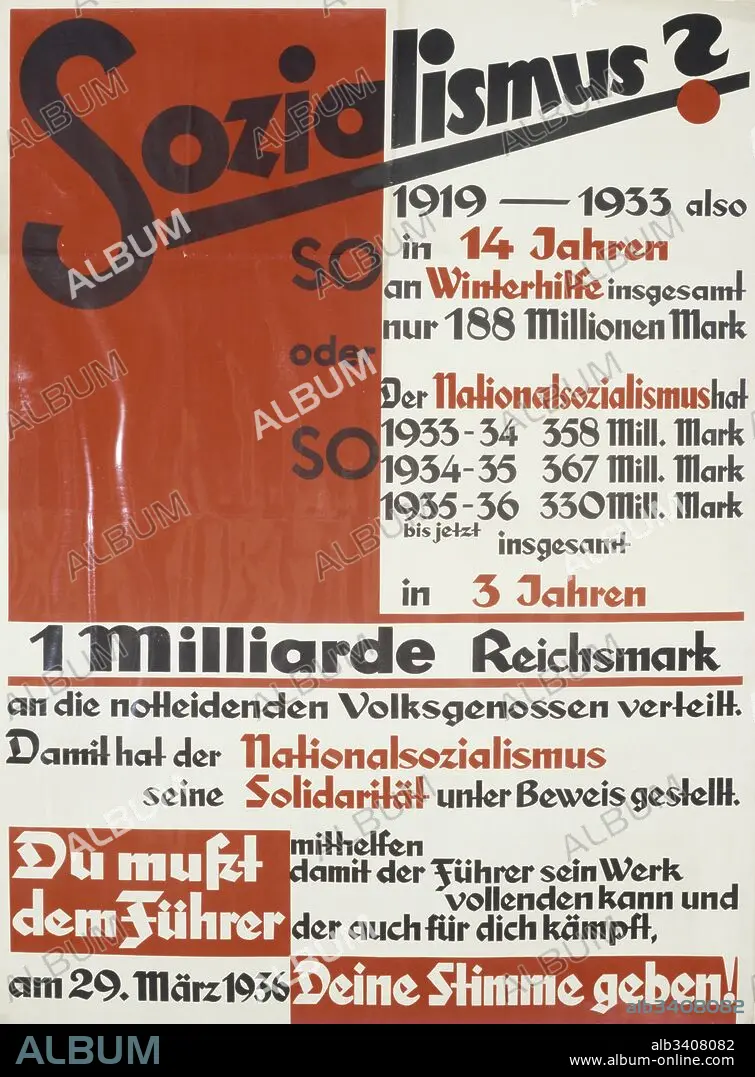 Sozialismus?
1919 — 1933 also
so in 14 Jahren
an Winterhilfe insgesamt
nur 188 Millionen Mark
oder
Der Nationalsozialismus hat
1933-34 358 Mill. Mark
so 1934-35 367 Mill. Mark
1935-36 330 Mill. Mark
bis jetzt insgesamt
in 3 Jahren
1 Milliarde Reichsmark
an die notleidenden Volksgenossen verteilt.
Damit hat der Nationalsozialismus
seine Solidarität unter Beweis gestellt.
Du mußt dem Führer
mithelfen
damit der Führer sein Werk
vollenden kann und
der auch für dich kämpft,
am 29. März 1936 Deine Stimme geben!
alb3408082
ALBUM
alb3408082
www.album-online.com